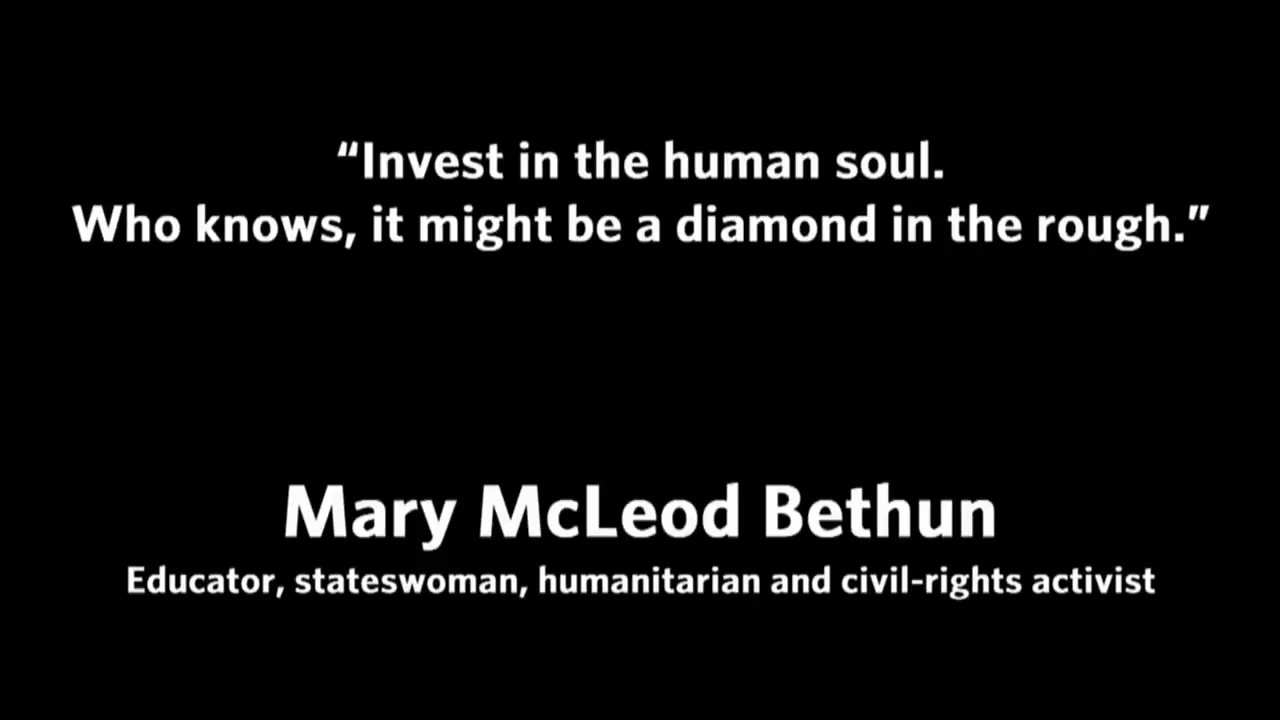 “Invest in the human soul.
Who knows, it might be a diamond in the rough.”
Mary McLeod Bethun
Educator, stateswoman, humanitarian and civil-rights activist